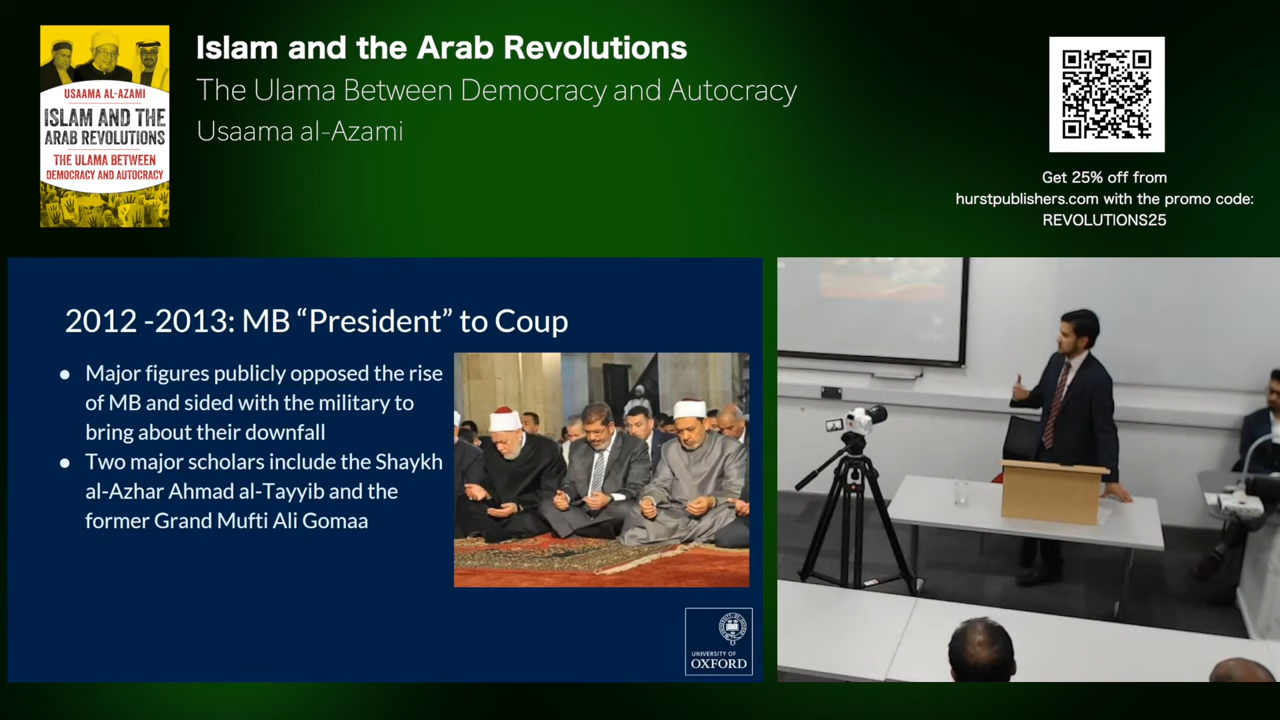 Islam and the Arab Revolutions
The Ulama Between Democracy and Autocracy
Usaama al-Azami
USAAMA AL-AZAMI
ISLAM AND THE
ARAB REVOLUTIONS
THE ULAMA BETWEEN
DEMOCRACY AND AUTOCRACY
Get 25% off from
hurstpublishers.com with the promo code:
REVOLUTIONS25
2012 -2013: MB “President” to Coup
● Major figures publicly opposed the rise
of MB and sided with the military to
bring about their downfall
● Two major scholars include the Shaykh
al-Azhar Ahmad al-Tayyib and the
former Grand Mufti Ali Gomaa
UNIVERSITY OF
OXFORD